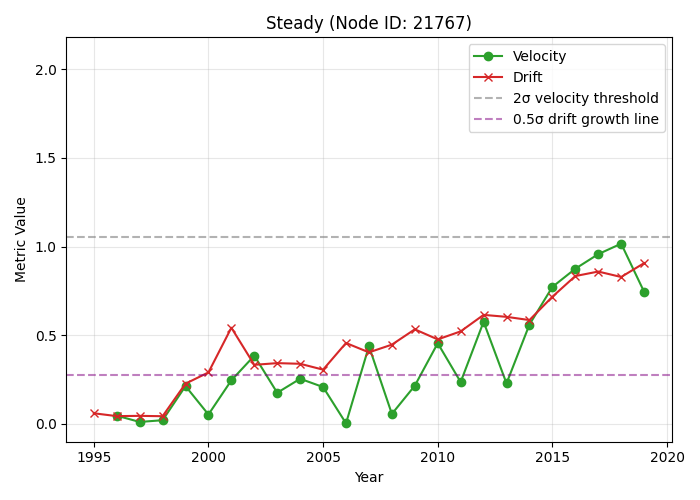 Steady (Node ID: 21767)
Velocity
Drift
2σ velocity threshold
0.5σ drift growth line
Metric Value
2.0
1.5
1.0
0.5
0.0
1995
2000
2005
2010
2015
2020
Year